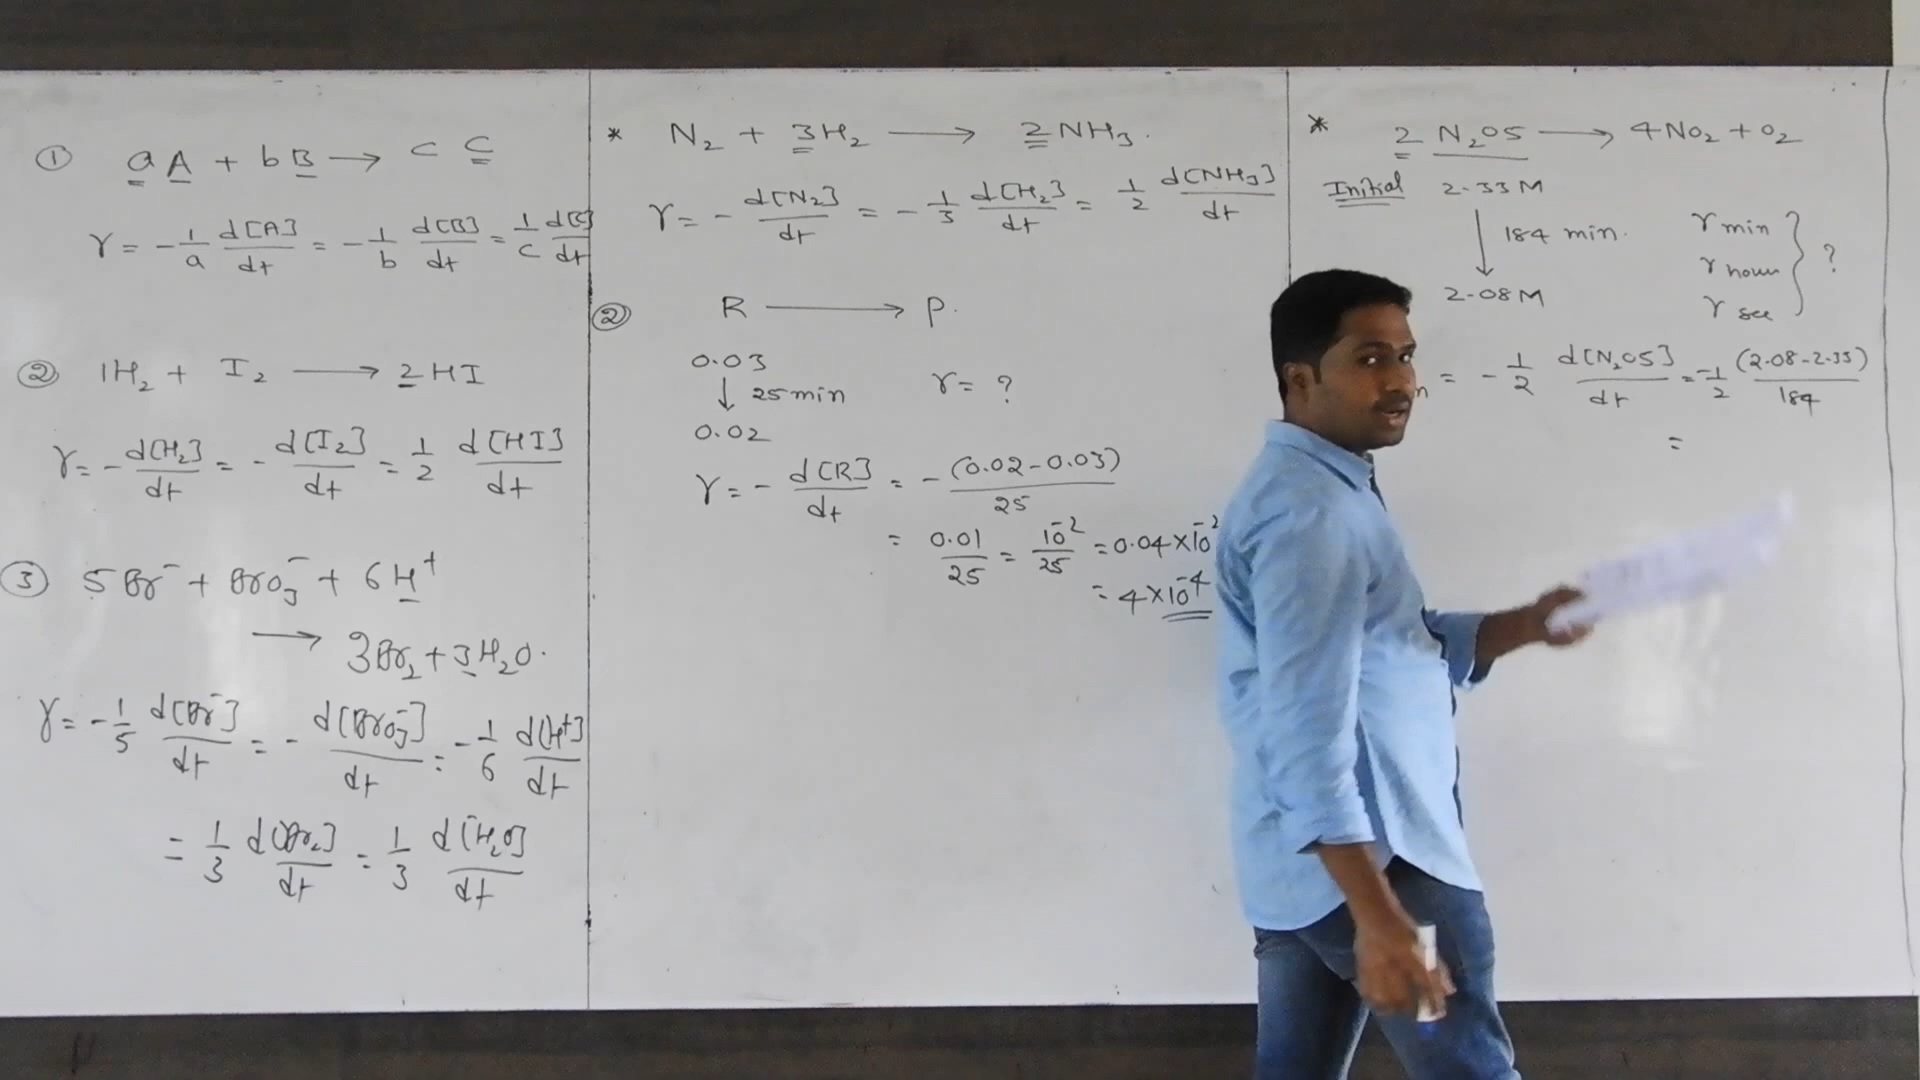 ① aA + bB → c C
r = -1/a d[A]/dt = -1/b d[B]/dt = 1/c d[C]/dt
② 1H₂ + I₂ → 2HI
r = -d[H₂]/dt = -d[I₂]/dt = 1/2 d[HI]/dt
③ 5Br⁻ + BrO₃⁻ + 6H⁺
→ 3Br₂ + 3H₂O.
r = -1/5 d[Br⁻]/dt = -d[BrO₃⁻]/dt = -1/6 d[H⁺]/dt
= 1/3 d[Br₂]/dt = 1/3 d[H₂O]/dt
* N₂ + 3H₂ → 2NH₃.
r = -d[N₂]/dt = -1/3 d[H₂]/dt = 1/2 d[NH₃]/dt
② R → P.
0.03
↓ 25 min r = ?
0.02
r = -d[R]/dt = -(0.02-0.03)/25
= 0.01/25 = 10⁻²/25 = 0.04×10⁻²
= 4×10⁻⁴
* 2 N₂O5 → 4NO₂ + O₂
Initial 2.33 M
↓ 184 min. r min
r hour } ?
2.08 M r sec
n = -1/2 d[N₂O5]/dt = -1/2 (2.08-2.33)/184
=